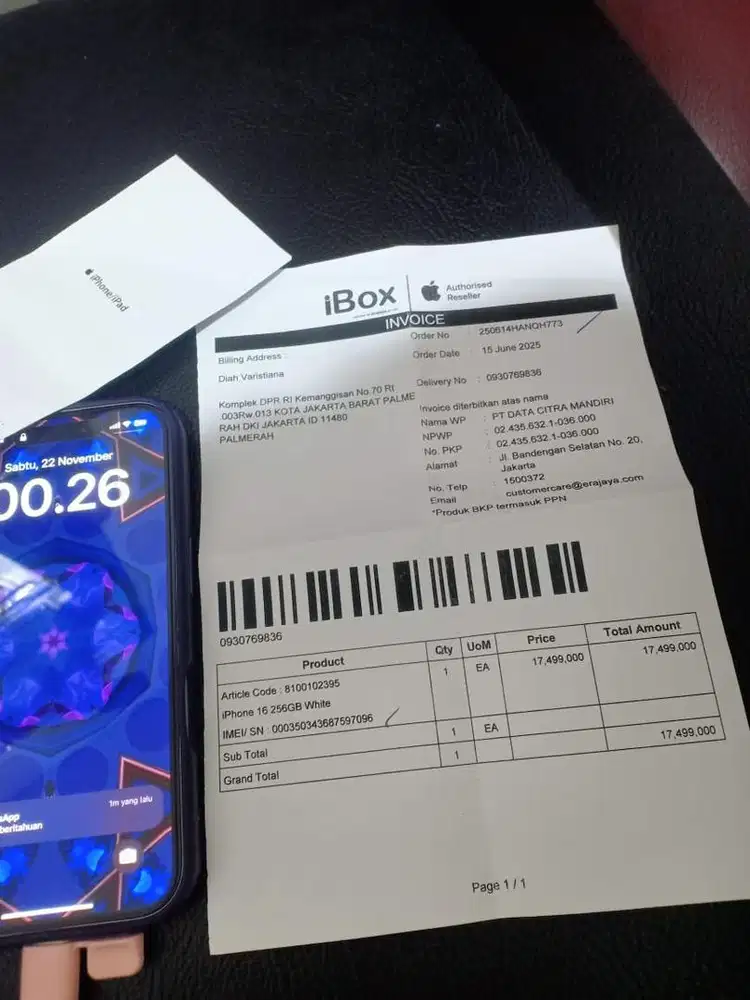 iPhone/iPad
Sabtu, 22 November
00.26
1m yang lalu
beritahuan
iBox
Authorised
Reseller
INVOICE
Billing Address :
Diah Varistiana
Komplek DPR RI Kemanggisan No.70 Rt
.003Rw.013 KOTA JAKARTA BARAT PALME
RAH DKI JAKARTA ID 11480
PALMERAH
Order No : 250614HANQH773
Order Date : 15 June 2025
Delivery No : 0930769836
Invoice diterbitkan atas nama
Nama WP : PT DATA CITRA MANDIRI
NPWP : 02.435.632.1-036.000
No. PKP : 02.435.632.1-036.000
Alamat : Jl. Bandengan Selatan No. 20,
Jakarta
No. Telp : 1500372
Email : customercare@erajaya.com
*Produk BKP termasuk PPN
0930769836
Product Qty UoM Price Total Amount
Article Code : 8100102395 1 EA 17,499,000 17,499,000
iPhone 16 256GB White
IMEI/ SN : 000350343687597096
Sub Total 1 EA
Grand Total 1 17,499,000
Page 1 / 1